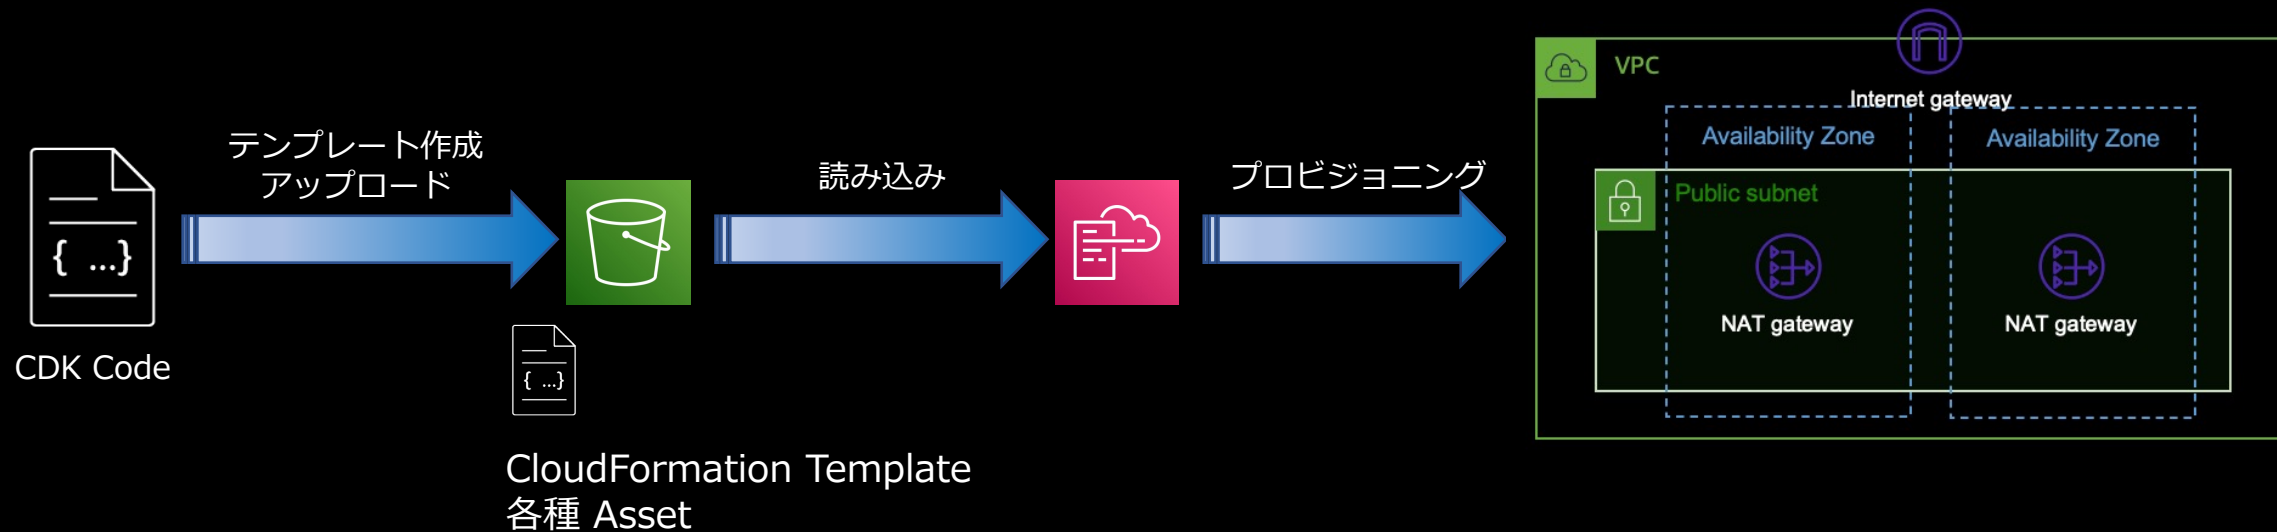 CDK Code
{ ...}
テンプレート作成
アップロード
{ ...}
CloudFormation Template
各種 Asset
読み込み
プロビジョニング
VPC
Internet gateway
Availability Zone
Availability Zone
Public subnet
NAT gateway
NAT gateway